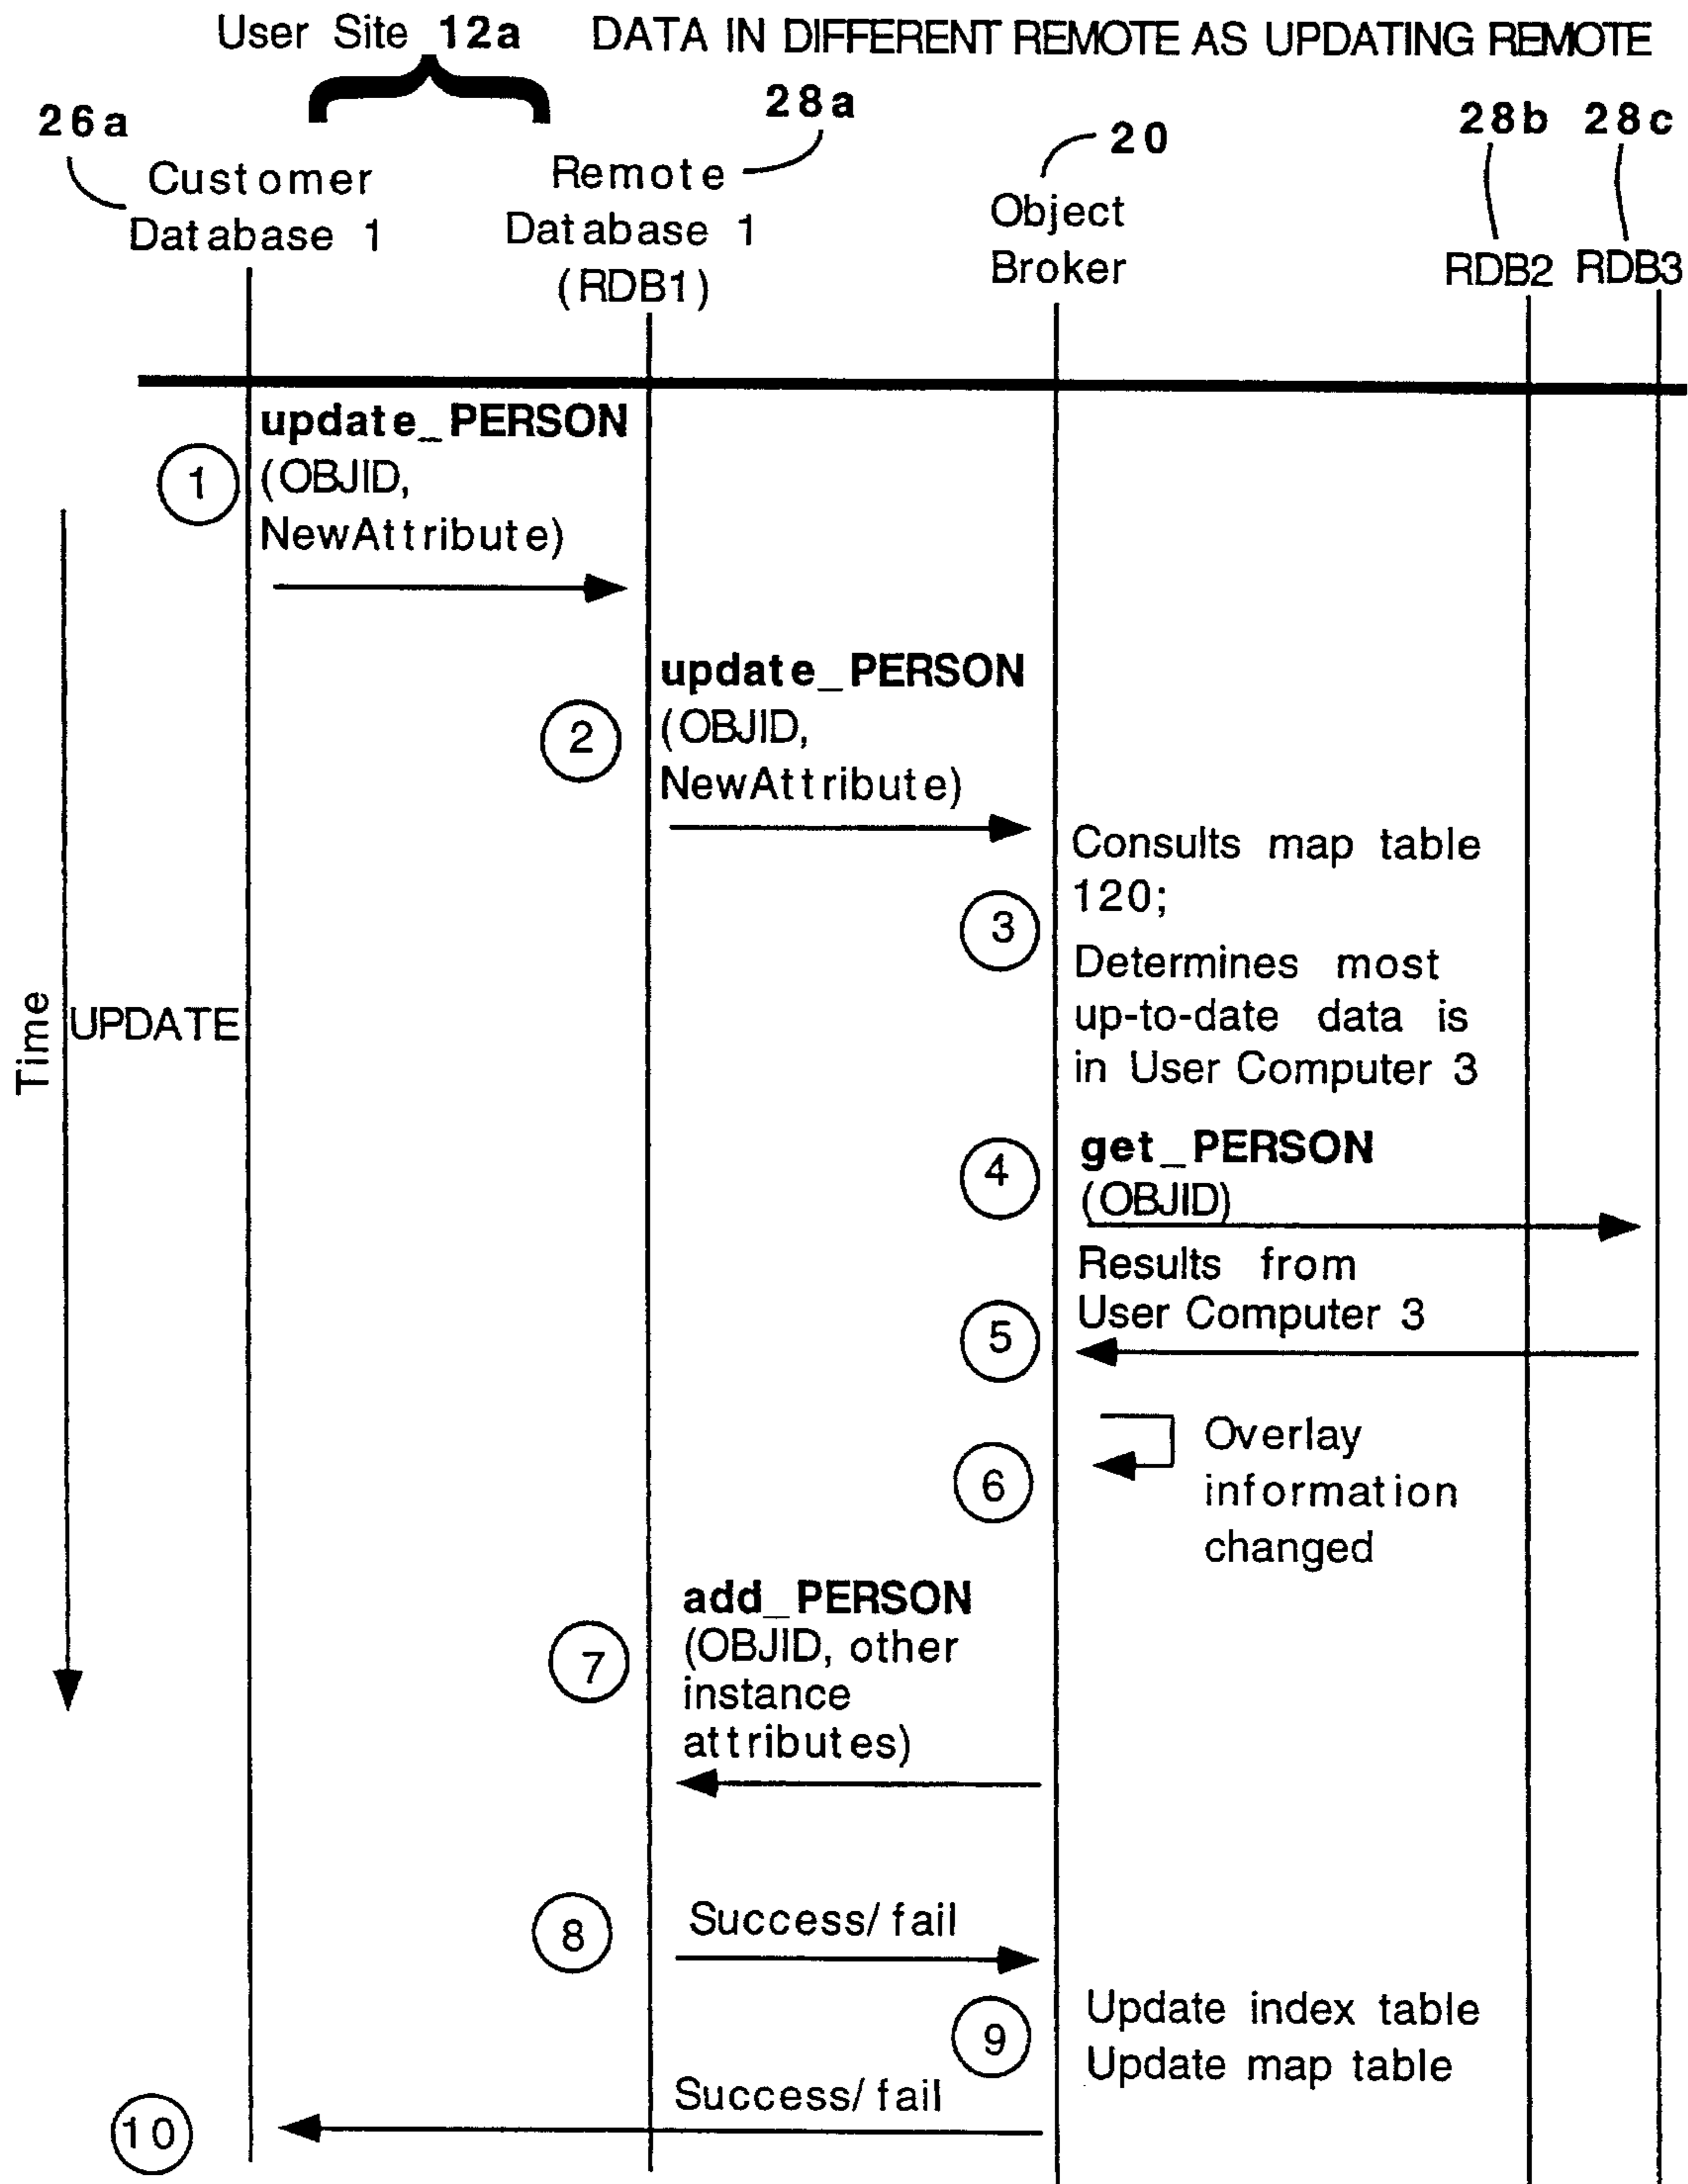 User Site 12a
DATA IN DIFFERENT REMOTE AS UPDATING REMOTE
26a
28a
20
28b
28c
Customer
Database 1
Remote
Database 1
(RDB1)
Object
Broker
RDB2
RDB3
1
update_PERSON
(OBJID,
NewAttribute)
2
update_PERSON
(OBJID,
NewAttribute)
3
Consults map table
120;
Determines most
up-to-date data is
in User Computer 3
Time
UPDATE
4
get_PERSON
(OBJID)
5
Results from
User Computer 3
6
Overlay
information
changed
7
add_PERSON
(OBJID, other
instance
attributes)
8
Success/fail
9
Update index table
Update map table
10
Success/fail